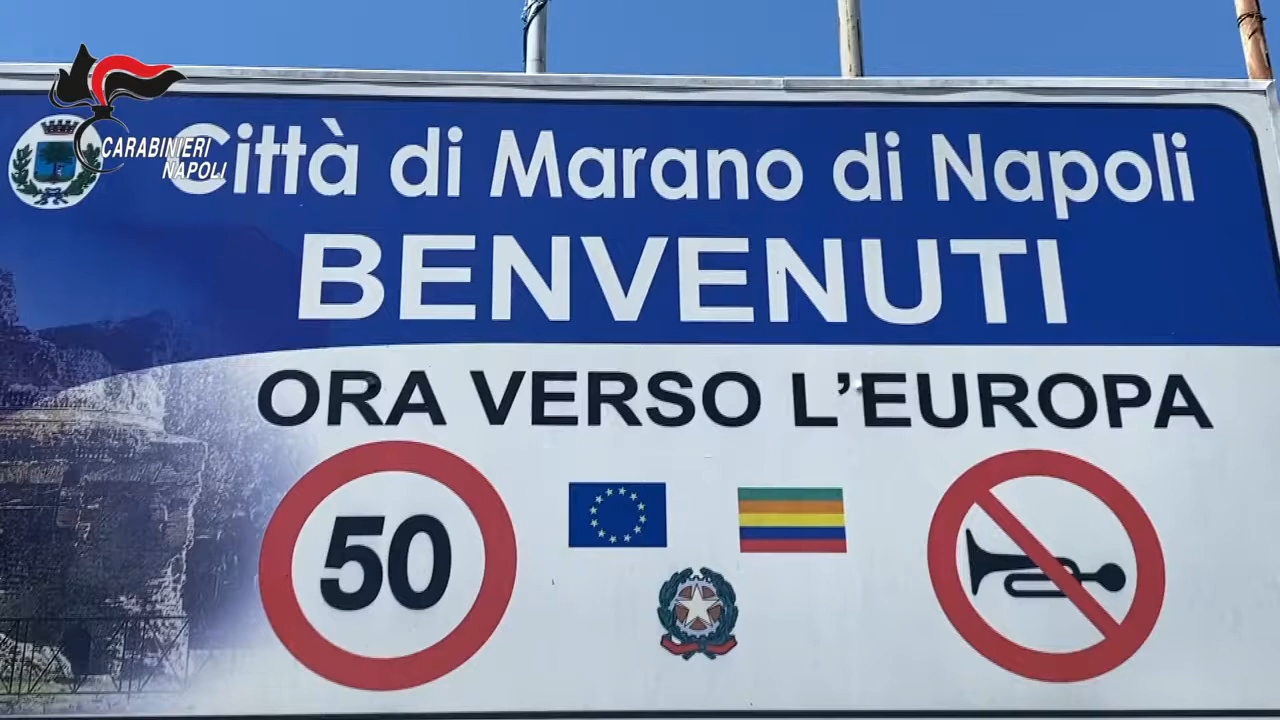 CARABINIERI
NAPOLI
Città di Marano di Napoli
BENVENUTI
ORA VERSO L'EUROPA
50